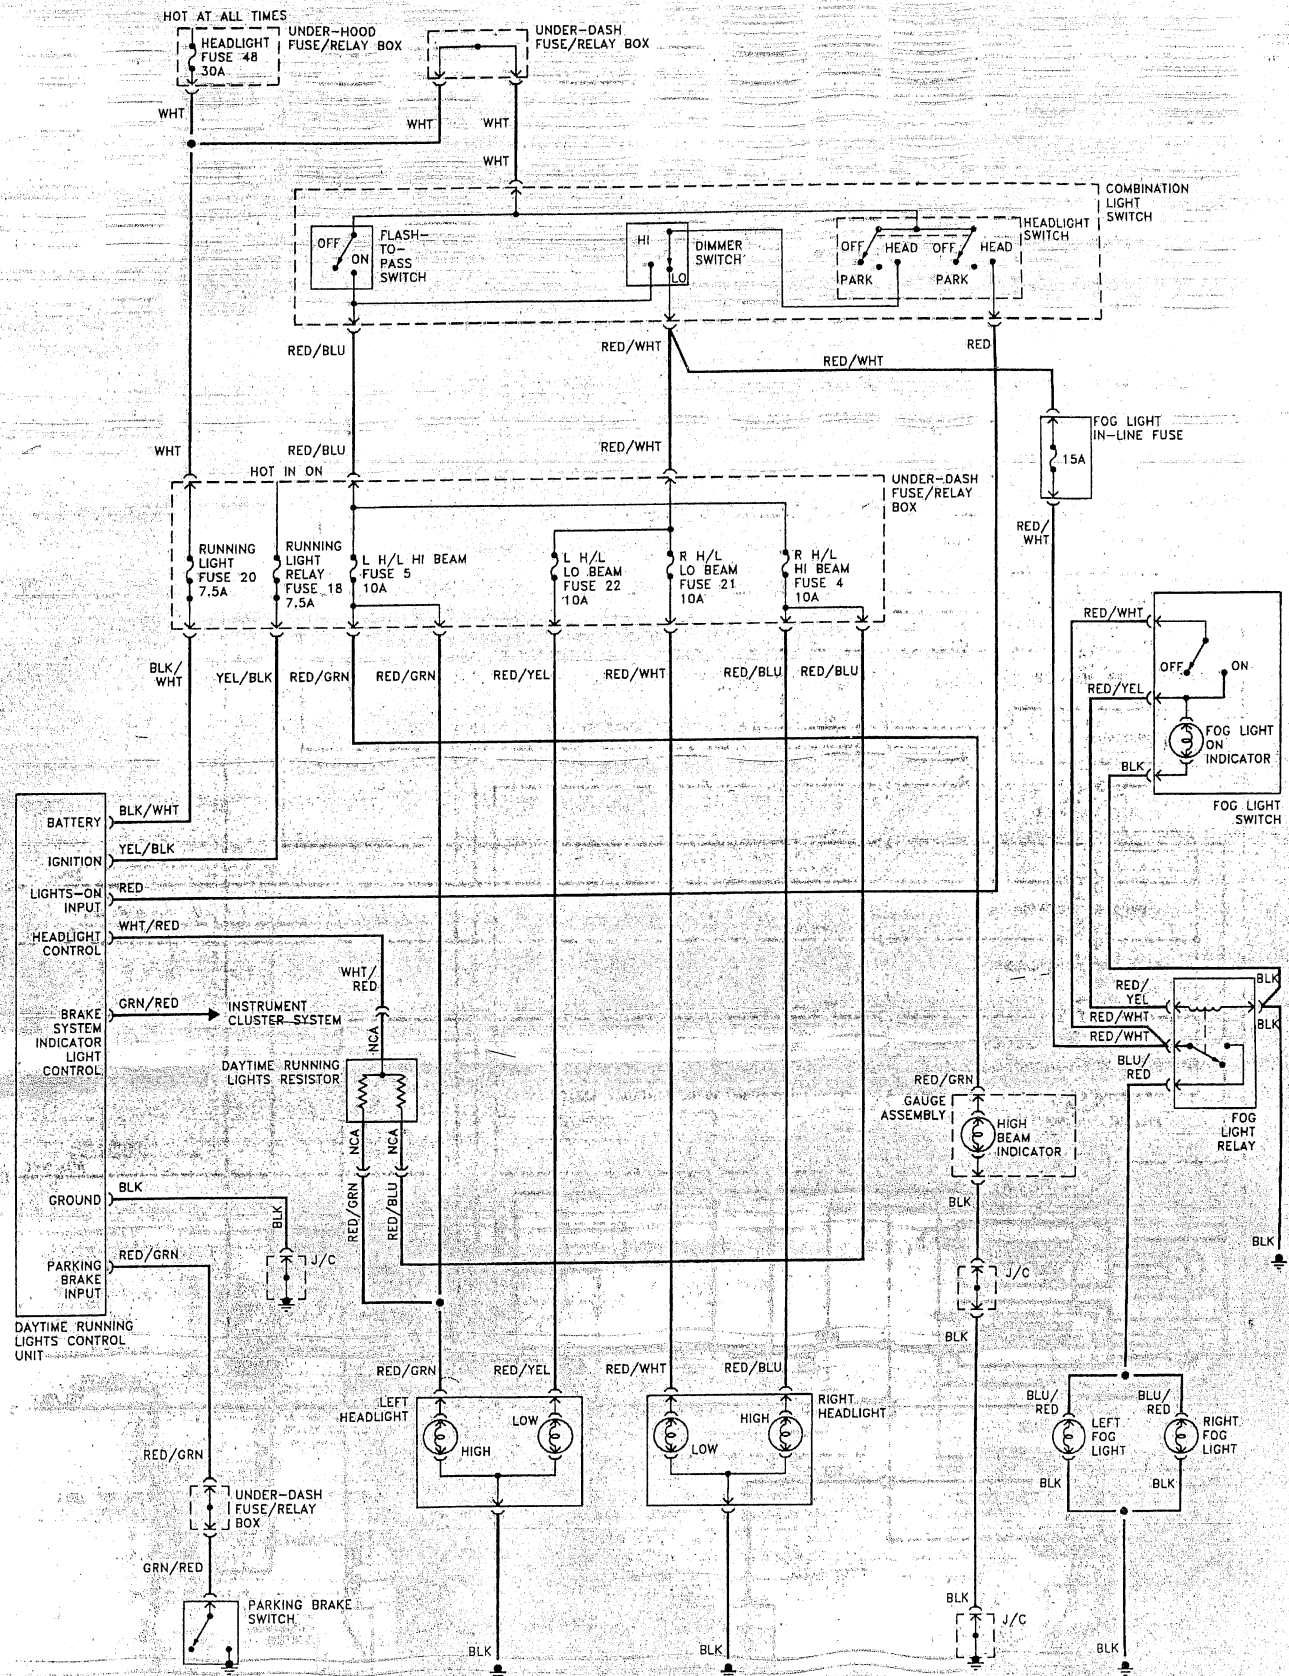 HOT AT ALL TIMES
HEADLIGHT
FUSE 48
30A
UNDER-HOOD
FUSE/RELAY BOX
UNDER-DASH
FUSE/RELAY BOX
WHT
WHT
WHT
WHT
COMBINATION
LIGHT
SWITCH
OFF
ON
FLASH-
TO-
PASS
SWITCH
HI
LO
DIMMER
SWITCH
HEADLIGHT
SWITCH
OFF
HEAD
PARK
OFF
HEAD
PARK
RED/BLU
RED/WHT
RED/WHT
RED
FOG LIGHT
IN-LINE FUSE
15A
WHT
RED/BLU
RED/WHT
HOT IN ON
UNDER-DASH
FUSE/RELAY
BOX
RED/
WHT
RUNNING
LIGHT
FUSE 20
7.5A
RUNNING
LIGHT
RELAY
FUSE 18
7.5A
L H/L HI BEAM
FUSE 5
10A
L H/L
LO BEAM
FUSE 22
10A
R H/L
LO BEAM
FUSE 21
10A
R H/L
HI BEAM
FUSE 4
10A
BLK/
WHT
YEL/BLK
RED/GRN
RED/GRN
RED/YEL
RED/WHT
RED/BLU
RED/BLU
RED/WHT
OFF
ON
RED/YEL
FOG LIGHT
ON
INDICATOR
BLK
FOG LIGHT
SWITCH
BATTERY
BLK/WHT
IGNITION
YEL/BLK
LIGHTS-ON
INPUT
RED
HEADLIGHT
CONTROL
WHT/RED
WHT/
RED
BRAKE
SYSTEM
INDICATOR
LIGHT
CONTROL
GRN/RED
INSTRUMENT
CLUSTER SYSTEM
NCA
DAYTIME RUNNING
LIGHTS RESISTOR
NCA
NCA
RED/GRN
RED/BLU
RED/
YEL
RED/WHT
RED/WHT
BLU/
RED
BLK
BLK
FOG
LIGHT
RELAY
RED/GRN
GAUGE
ASSEMBLY
HIGH
BEAM
INDICATOR
BLK
GROUND
BLK
BLK
J/C
PARKING
BRAKE
INPUT
RED/GRN
DAYTIME RUNNING
LIGHTS CONTROL
UNIT
J/C
BLK
BLK
RED/GRN
RED/YEL
RED/WHT
RED/BLU
LEFT
HEADLIGHT
HIGH
LOW
LOW
HIGH
RIGHT
HEADLIGHT
BLU/
RED
BLU/
RED
LEFT
FOG
LIGHT
RIGHT
FOG
LIGHT
BLK
BLK
RED/GRN
UNDER-DASH
FUSE/RELAY
BOX
GRN/RED
PARKING BRAKE
SWITCH
BLK
BLK
BLK
J/C
BLK